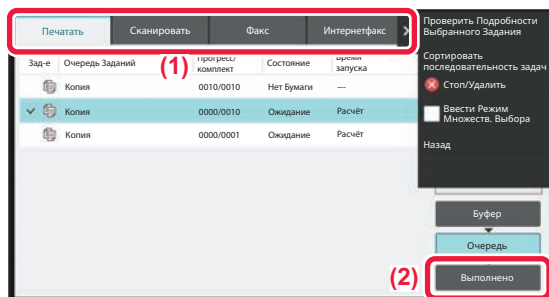 Печатать Сканировать Факс Интернетфакс
(1)
Зад-е Очередь Заданий Прогресс/ комплект Состояние Время запуска
Копия 0010/0010 Нет Бумаги ---
Копия 0000/0010 Ожидание Расчёт
Копия 0000/0001 Ожидание Расчёт
Проверить Подробности
Выбранного Задания
Сортировать
последовательность задач
Стоп/Удалить
Ввести Режим
Множеств. Выбора
Назад
Буфер
Очередь
(2) Выполнено